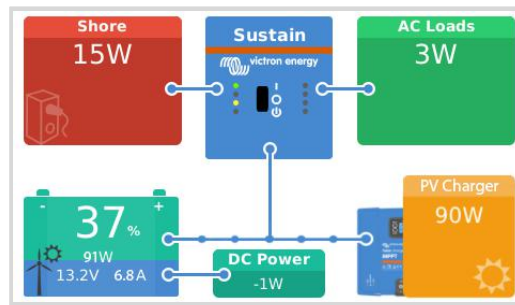 Shore
15W
Sustain
victron energy
AC Loads
3W
- +
37%
91W
13.2V 6.8A
DC Power
-1W
PV Charger
90W